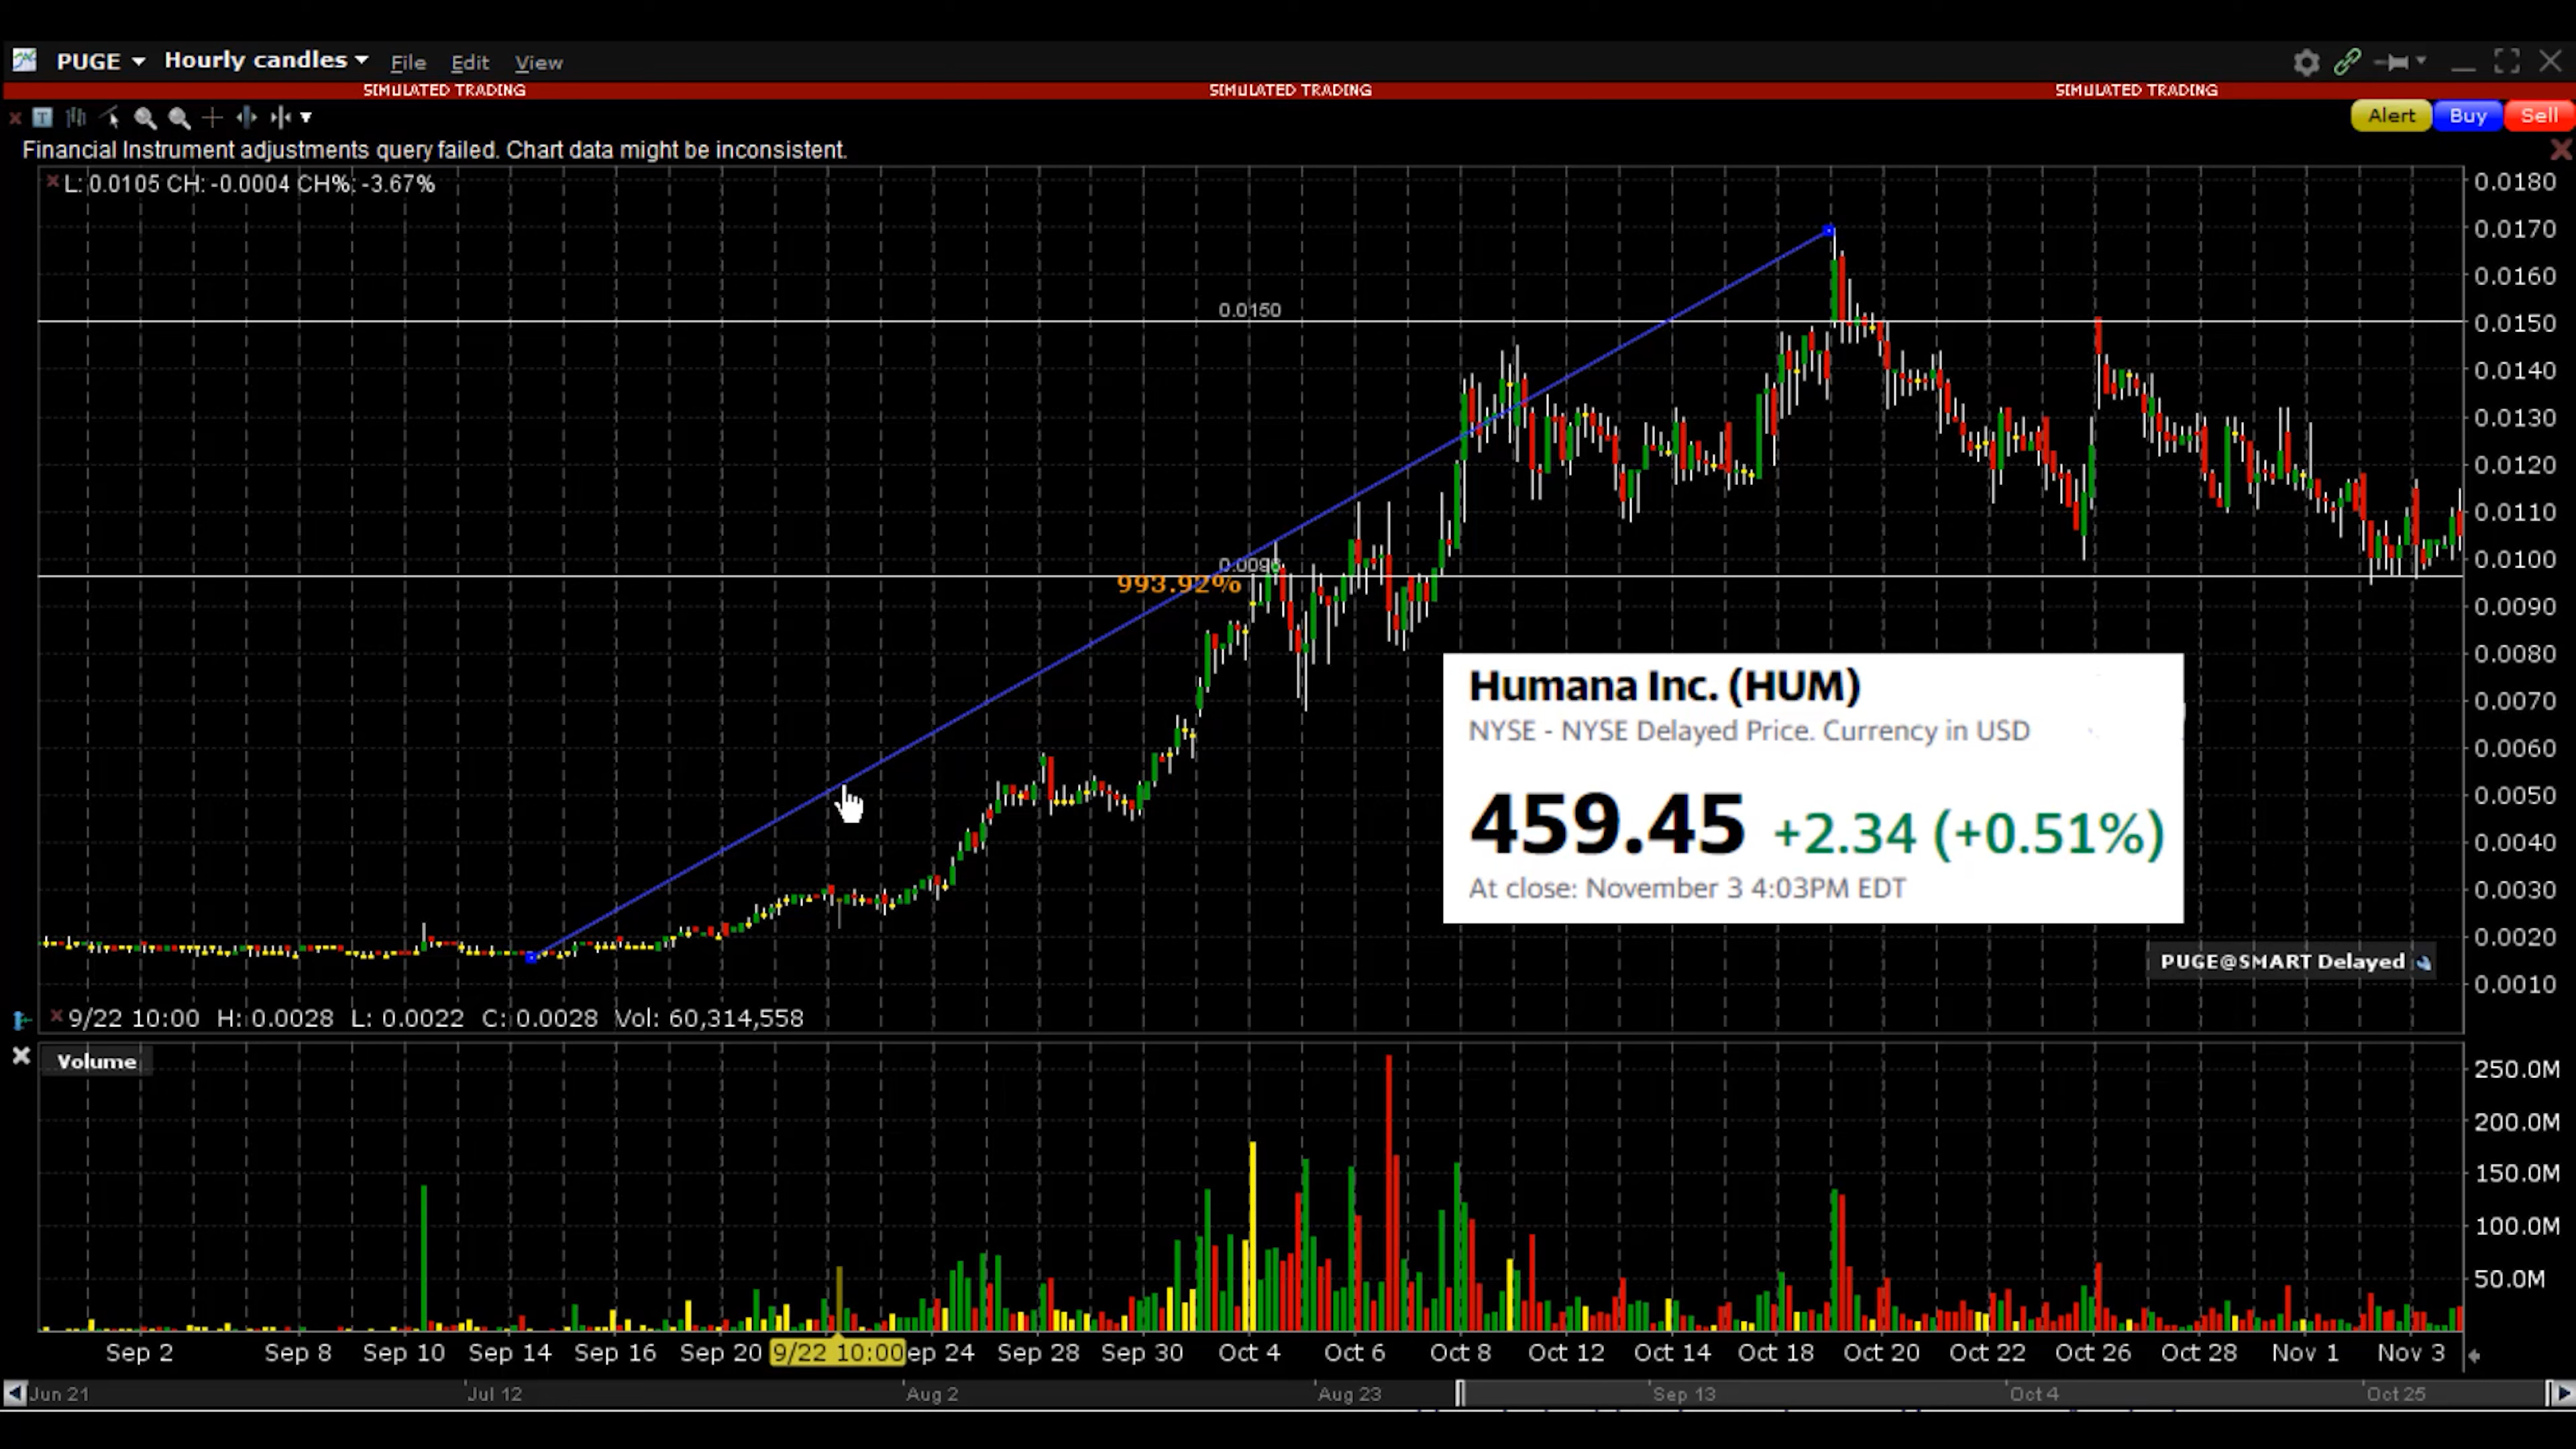 PUGE Hourly candles File Edit View
SIMULATED TRADING SIMULATED TRADING SIMULATED TRADING
Alert Buy Sell
Financial Instrument adjustments query failed. Chart data might be inconsistent.
L: 0.0105 CH: -0.0004 CH%: -3.67%
0.0180
0.0170
0.0160
0.0150
0.0150
0.0140
0.0130
0.0120
0.0110
0.0100
0.0096
993.92%
0.0090
0.0080
0.0070
0.0060
0.0050
0.0040
0.0030
0.0020
0.0010
Humana Inc. (HUM)
NYSE - NYSE Delayed Price. Currency in USD
459.45 +2.34 (+0.51%)
At close: November 3 4:03PM EDT
PUGE@SMART Delayed
9/22 10:00 H: 0.0028 L: 0.0022 C: 0.0028 Vol: 60,314,558
Volume
250.0M
200.0M
150.0M
100.0M
50.0M
Sep 2 Sep 8 Sep 10 Sep 14 Sep 16 Sep 20 9/22 10:00 ep 24 Sep 28 Sep 30 Oct 4 Oct 6 Oct 8 Oct 12 Oct 14 Oct 18 Oct 20 Oct 22 Oct 26 Oct 28 Nov 1 Nov 3
Jun 21 Jul 12 Aug 2 Aug 23 Sep 13 Oct 4 Oct 25